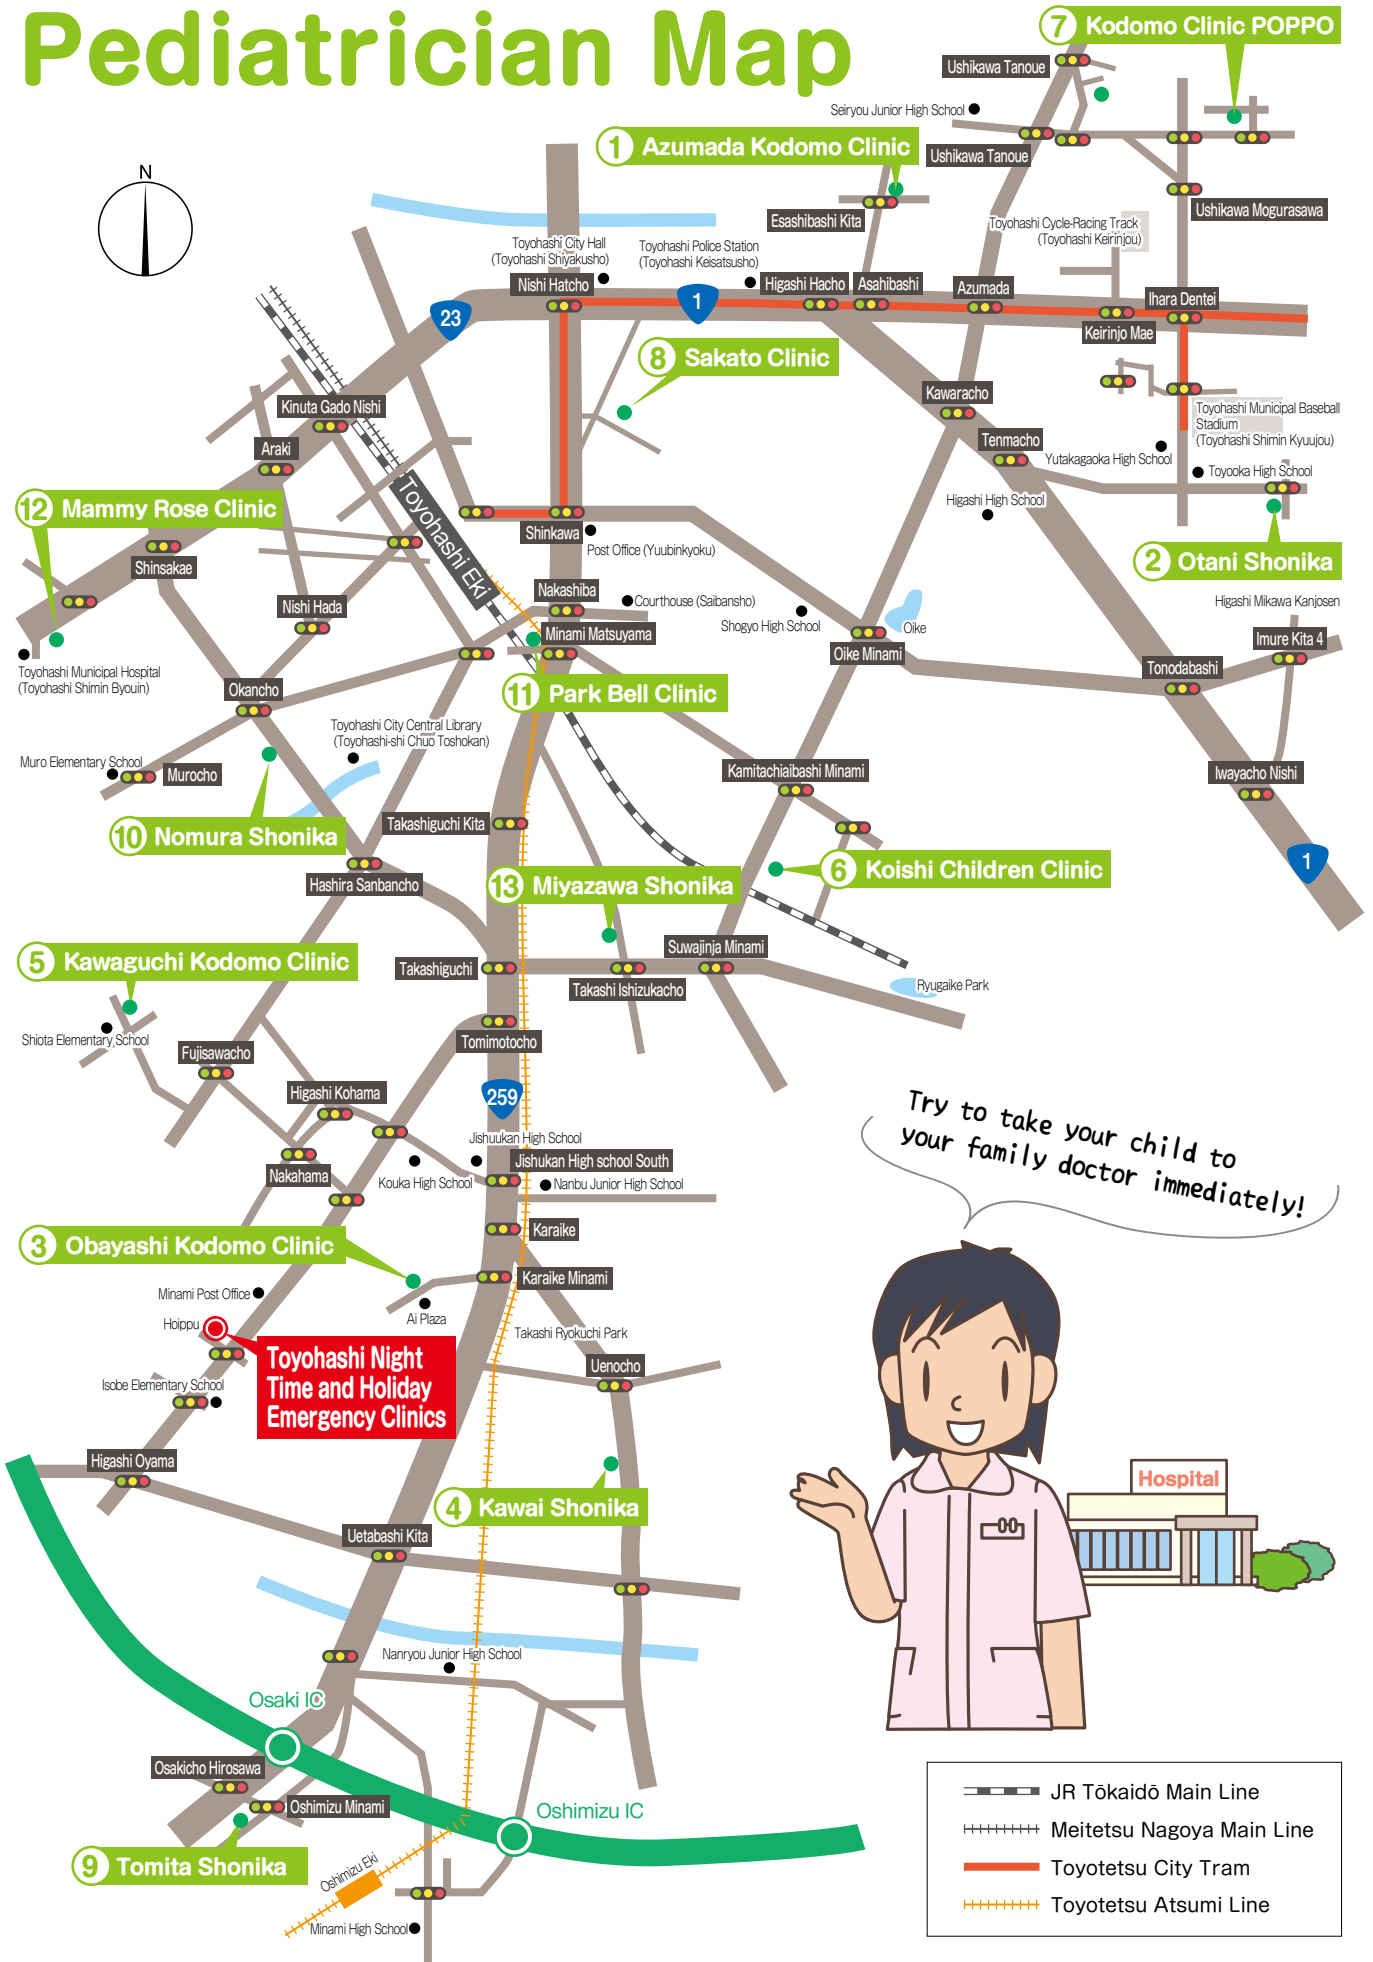 Pediatrician Map
N
7 Kodomo Clinic POPPO
Ushikawa Tanoue
Seiryou Junior High School
1 Azumada Kodomo Clinic
Ushikawa Tanoue
Esashibashi Kita
Ushikawa Mogurasawa
Toyohashi Cycle-Racing Track
(Toyohashi Keirinjou)
Toyohashi City Hall
(Toyohashi Shiyakusho)
Toyohashi Police Station
(Toyohashi Keisatsusho)
Nishi Hatcho
Higashi Hacho
Asahibashi
Azumada
Ihara Dentei
23
1
Keirinjo Mae
8 Sakato Clinic
Kinuta Gado Nishi
Kawaracho
Toyohashi Municipal Baseball
Stadium
(Toyohashi Shimin Kyuujou)
Araki
Tenmacho
Yutakagaoka High School
Toyooka High School
Toyohashi Eki
Higashi High School
12 Mammy Rose Clinic
Shinkawa
Post Office (Yuubinkyoku)
Shinsakae
2 Otani Shonika
Nakashiba
Courthouse (Saibansho)
Higashi Mikawa Kanjosen
Nishi Hada
Shogyo High School
Oike
Minami Matsuyama
Imure Kita 4
Oike Minami
Toyohashi Municipal Hospital
(Toyohashi Shimin Byouin)
Tonodabashi
Okancho
11 Park Bell Clinic
Toyohashi City Central Library
(Toyohashi-shi Chuo Toshokan)
Muro Elementary School
Murocho
Kamitachiaibashi Minami
Iwayacho Nishi
Takashiguchi Kita
10 Nomura Shonika
1
6 Koishi Children Clinic
Hashira Sanbancho
13 Miyazawa Shonika
Suwajinja Minami
5 Kawaguchi Kodomo Clinic
Takashiguchi
Takashi Ishizukacho
Ryugaike Park
Shiota Elementary School
Fujisawacho
Tomimotocho
Higashi Kohama
259
Jishuukan High School
Jishukan High school South
Nakahama
Kouka High School
Nanbu Junior High School
Karaike
3 Obayashi Kodomo Clinic
Karaike Minami
Minami Post Office
Ai Plaza
Hoippu
Takashi Ryokuchi Park
Toyohashi Night
Time and Holiday
Emergency Clinics
Uenocho
Isobe Elementary School
Higashi Oyama
4 Kawai Shonika
Uetabashi Kita
Nanryou Junior High School
Osaki IC
Osakicho Hirosawa
Oshimizu Minami
Oshimizu IC
9 Tomita Shonika
Oshimizu Eki
Minami High School
Try to take your child to
your family doctor immediately!
Hospital
JR Tōkaidō Main Line
Meitetsu Nagoya Main Line
Toyotetsu City Tram
Toyotetsu Atsumi Line